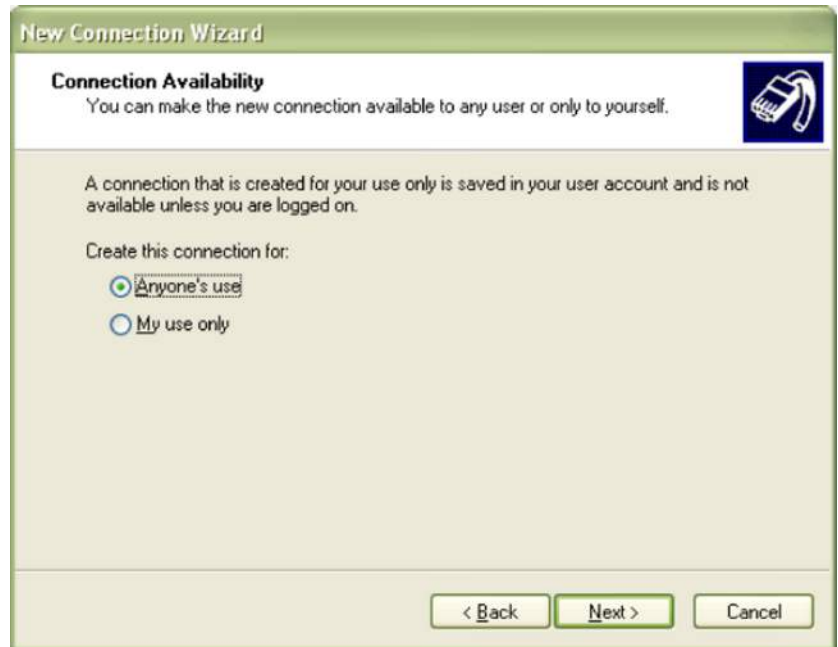 New Connection Wizard
Connection Availability
You can make the new connection available to any user or only to yourself.
A connection that is created for your use only is saved in your user account and is not
available unless you are logged on.
Create this connection for:
Anyone's use
My use only
< Back Next > Cancel